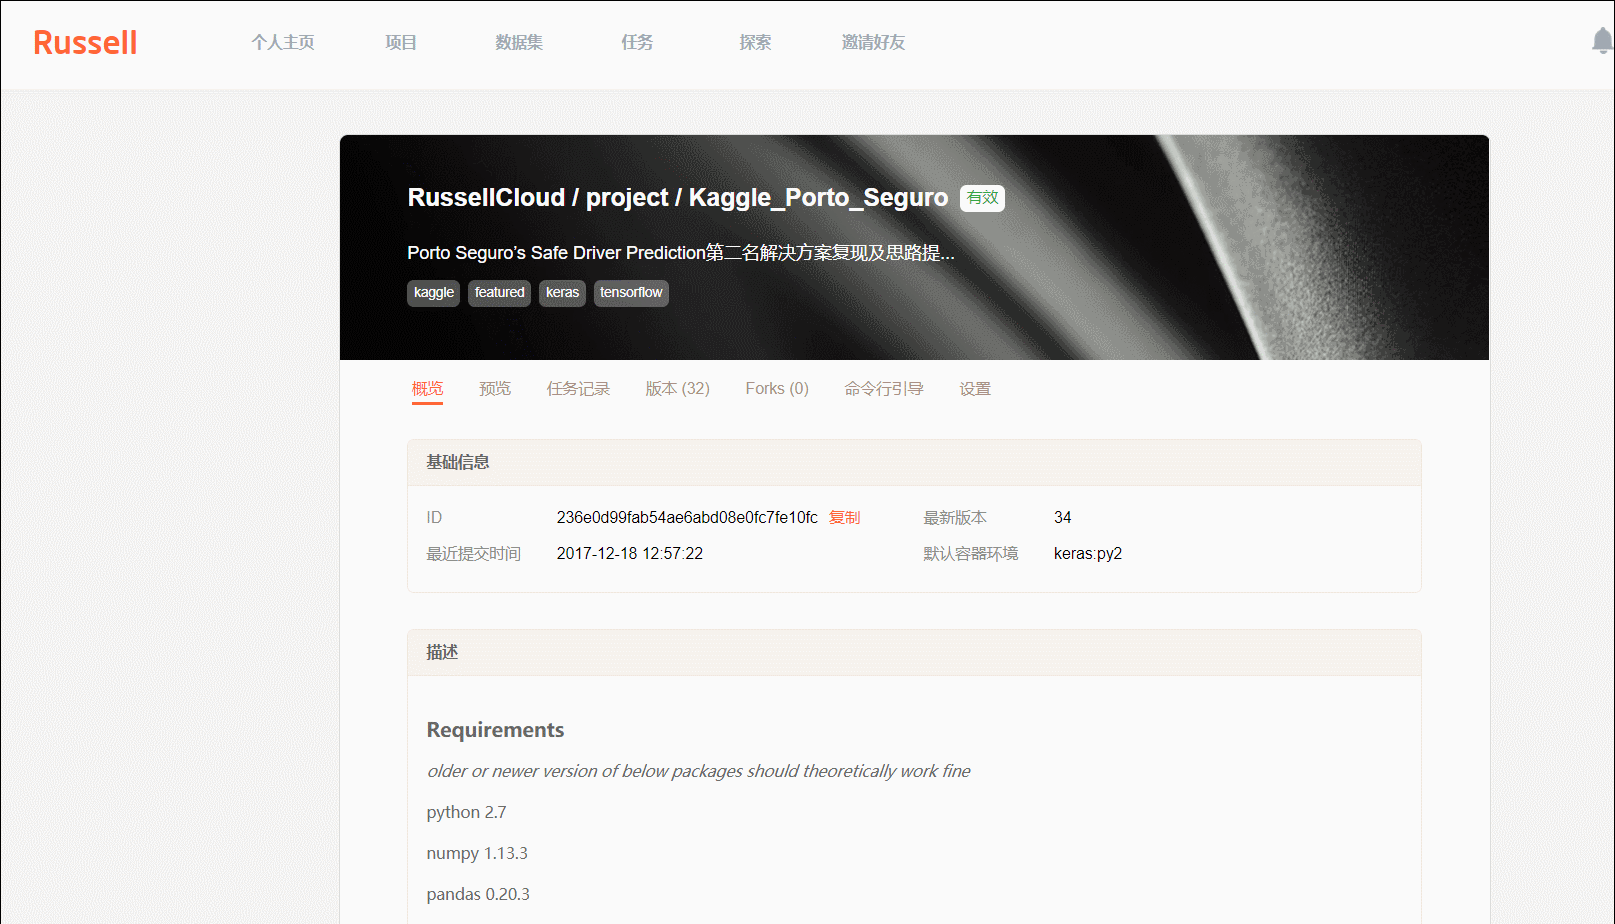 Russell 个人主页 项目 数据集 任务 探索 邀请好友
RussellCloud / project / Kaggle_Porto_Seguro 有效
Porto Seguro’s Safe Driver Prediction第二名解决方案复现及思路提...
kaggle featured keras tensorflow
概览 预览 任务记录 版本 (32) Forks (0) 命令行引导 设置
基础信息
ID 236e0d99fab54ae6abd08e0fc7fe10fc 复制 最新版本 34
最近提交时间 2017-12-18 12:57:22 默认容器环境 keras:py2
描述
Requirements
older or newer version of below packages should theoretically work fine
python 2.7
numpy 1.13.3
pandas 0.20.3